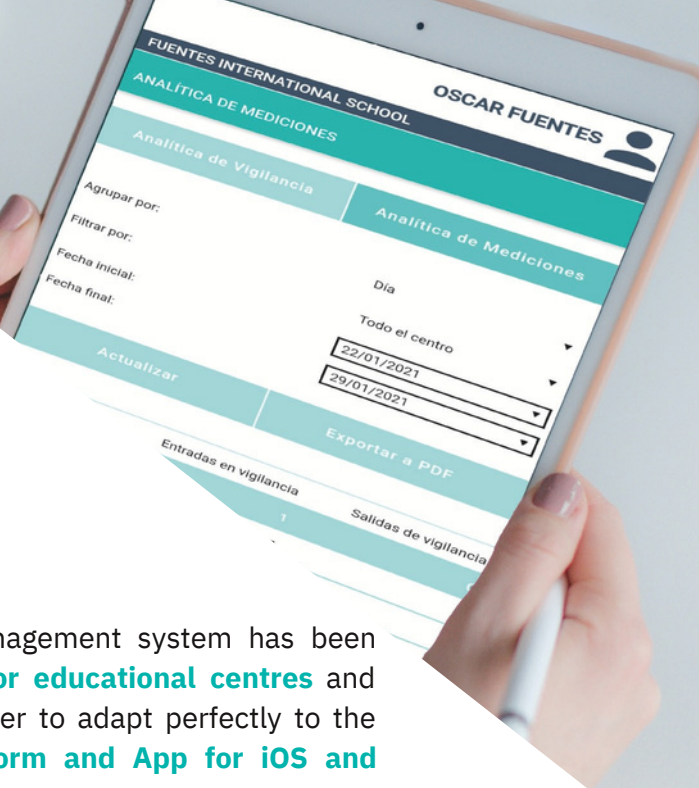 OSCAR FUENTES
FUENTES INTERNATIONAL SCHOOL
ANALÍTICA DE MEDICIONES
Analítica de Vigilancia
Analítica de Mediciones
Agrupar por:
Día
Filtrar por:
Todo el centro
Fecha inicial:
22/01/2021
Fecha final:
29/01/2021
Actualizar
Exportar a PDF
Entradas en vigilancia
Salidas de vigilancia
1
management system has been
or educational centres and
er to adapt perfectly to the
orm and App for iOS and